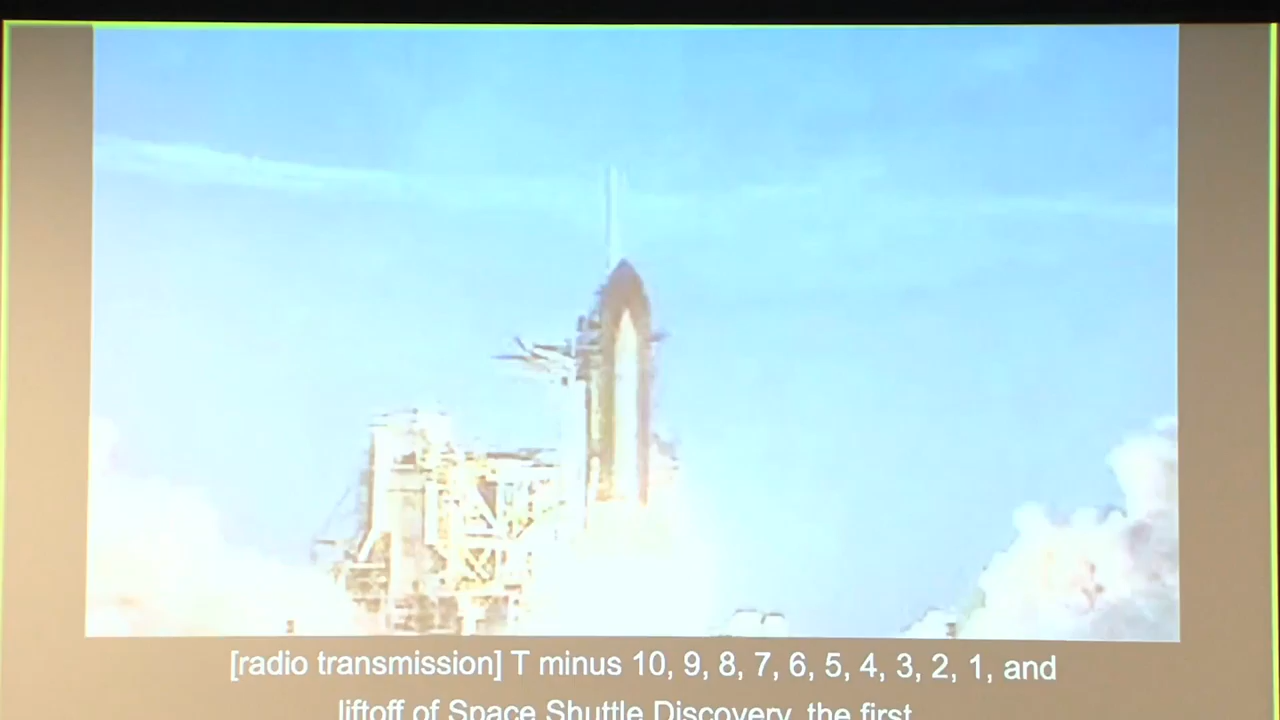 [radio transmission] T minus 10, 9, 8, 7, 6, 5, 4, 3, 2, 1, and
liftoff of Space Shuttle Discovery, the first